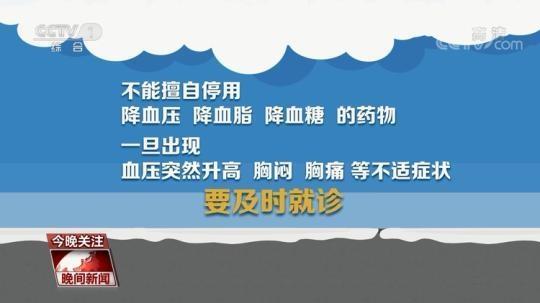 CCTV 1
综合
高清
CCTV.com
不能擅自停用
降血压 降血脂 降血糖 的药物
一旦出现
血压突然升高 胸闷 胸痛 等不适症状
要及时就诊
今晚关注
晚间新闻